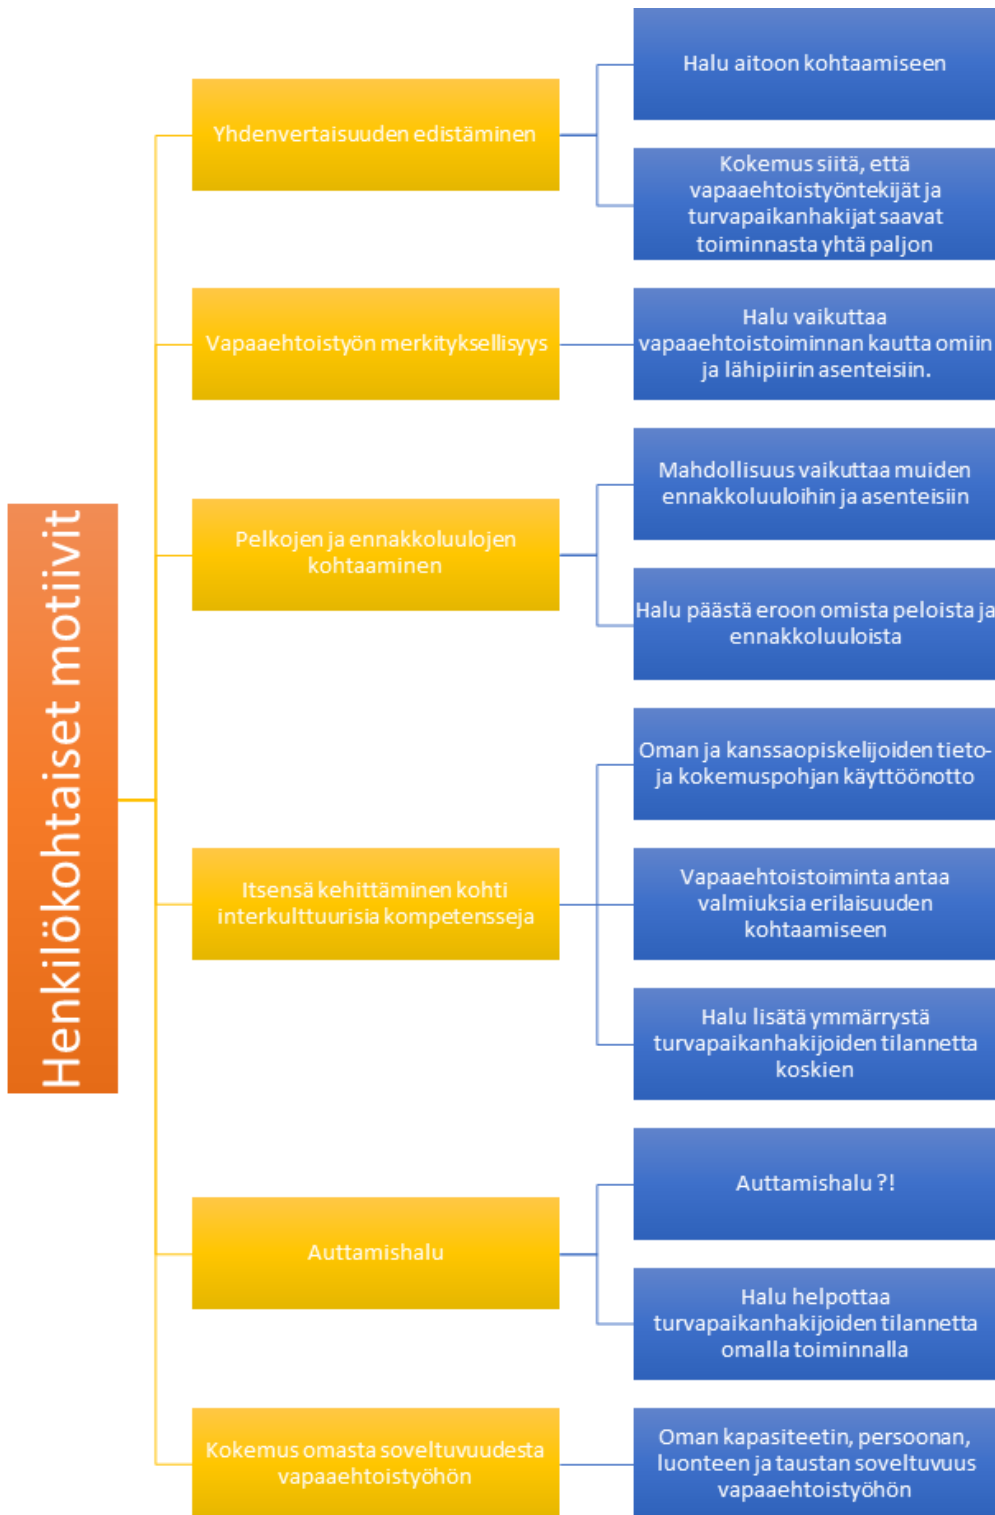 Henkilökohtaiset motiivit
Yhdenvertaisuuden edistäminen
Halu aitoon kohtaamiseen
Kokemus siitä, että
vapaaehtoistyöntekijät ja
turvapaikanhakijat saavat
toiminnasta yhtä paljon
Vapaaehtoistyön merkityksellisyys
Halu vaikuttaa
vapaaehtoistoiminnan kautta omiin
ja lähipiirin asenteisiin.
Pelkojen ja ennakkoluulojen
kohtaaminen
Mahdollisuus vaikuttaa muiden
ennakkoluuloihin ja asenteisiin
Halu päästä eroon omista peloista ja
ennakkoluuloista
Itsensä kehittäminen kohti
interkulttuurisia kompetensseja
Oman ja kanssaopiskelijoiden tieto-
ja kokemuspohjan käyttöönotto
Vapaaehtoistoiminta antaa
valmiuksia erilaisuuden
kohtaamiseen
Halu lisätä ymmärrystä
turvapaikanhakijoiden tilannetta
koskien
Auttamishalu
Auttamishalu ?!
Halu helpottaa
turvapaikanhakijoiden tilannetta
omalla toiminnalla
Kokemus omasta soveltuvuudesta
vapaaehtoistyöhön
Oman kapasiteetin, persoonan,
luonteen ja taustan soveltuvuus
vapaaehtoistyöhön